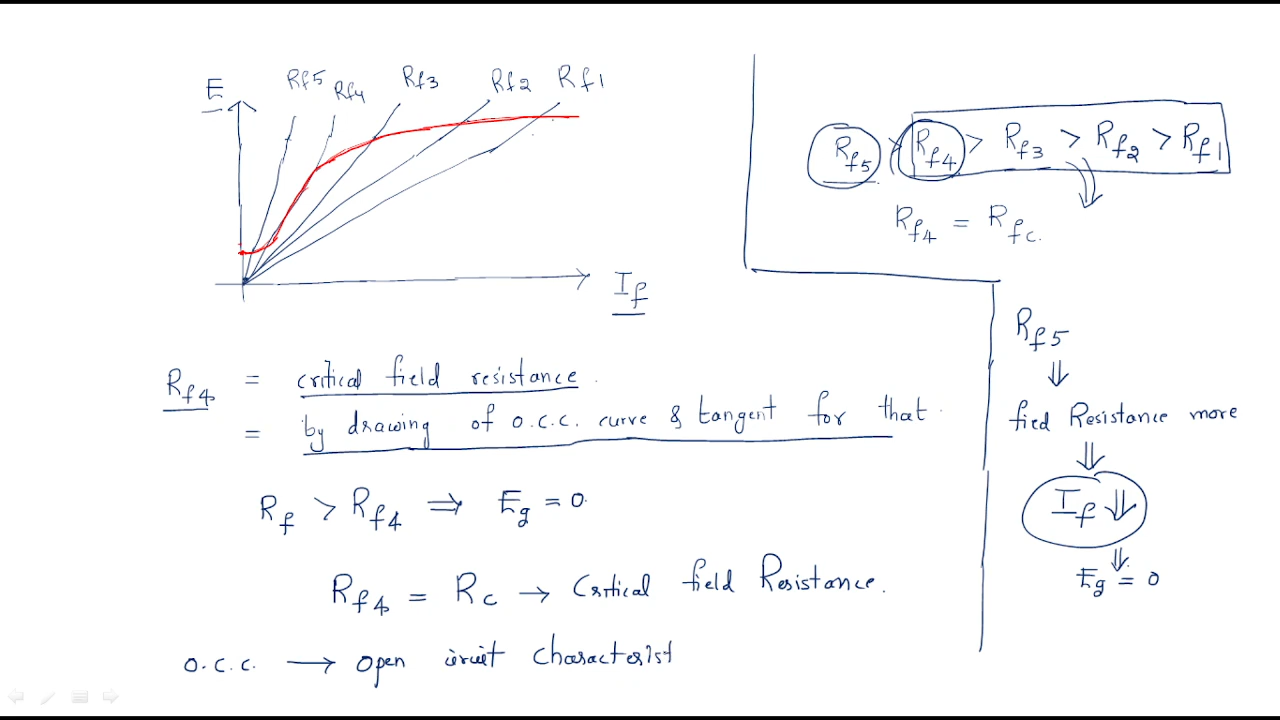 E
Rf5 Rf4 Rf3 Rf2 Rf1
If
Rf5 > Rf4 > Rf3 > Rf2 > Rf1
Rf4 = Rfc.
Rf4 = critical field resistance.
= by drawing of o.c.c. curve & tangent for that.
Rf > Rf4 ⇒ Eg = 0.
Rf4 = Rc → Critical field Resistance.
o.c.c. → open circuit characterist
Rf5
⇓
fied Resistance more
⇓
If ⇓
⇓
Eg = 0